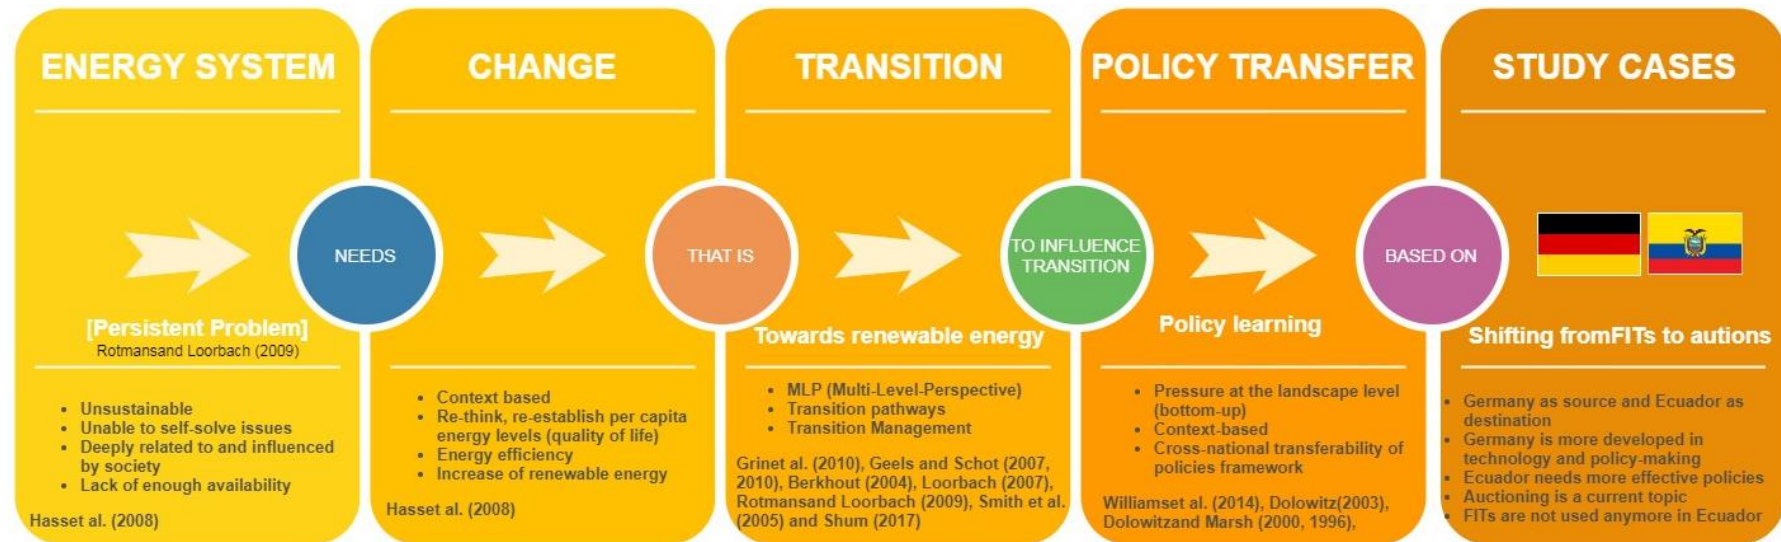 ENERGY SYSTEM
NEEDS
[Persistent Problem]
Rotmansand Loorbach (2009)
• Unsustainable
• Unable to self-solve issues
• Deeply related to and influenced
by society
• Lack of enough availability
Hasset al. (2008)
CHANGE
THAT IS
• Context based
• Re-think, re-establish per capita
energy levels (quality of life)
• Energy efficiency
• Increase of renewable energy
Hasset al. (2008)
TRANSITION
TO INFLUENCE
TRANSITION
Towards renewable energy
• MLP (Multi-Level-Perspective)
• Transition pathways
• Transition Management
Grinet al. (2010), Geels and Schot (2007,
2010), Berkhout (2004), Loorbach (2007),
Rotmansand Loorbach (2009), Smith et al.
(2005) and Shum (2017)
POLICY TRANSFER
BASED ON
Policy learning
• Pressure at the landscape level
(bottom-up)
• Context-based
• Cross-national transferability of
policies framework
Williamset al. (2014), Dolowitz(2003),
Dolowitzand Marsh (2000, 1996),
STUDY CASES
Shifting fromFITs to autions
• Germany as source and Ecuador as
destination
• Germany is more developed in
technology and policy-making
• Ecuador needs more effective policies
• Auctioning is a current topic
• FITs are not used anymore in Ecuador